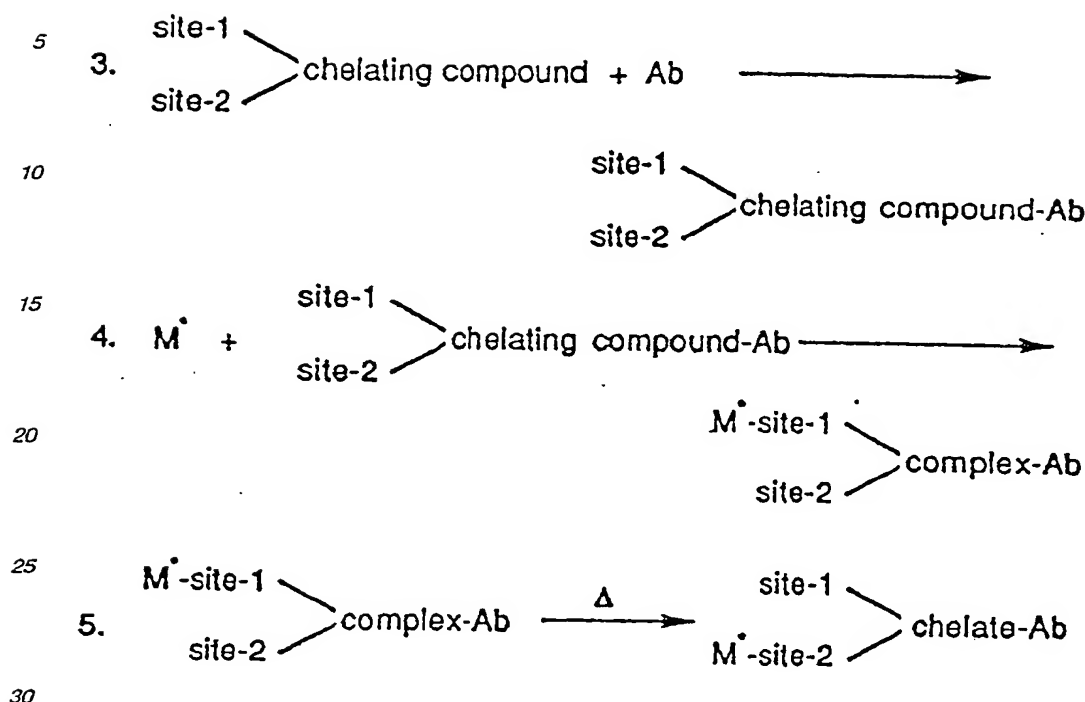 site-1
5
3. chelating compound + Ab
site-2
10
site-1
chelating compound-Ab
site-2
15
site-1
4. M* + chelating compound-Ab
site-2
M*-site-1
20
complex-Ab
site-2
25
M*-site-1 Δ site-1
5. complex-Ab chelate-Ab
site-2 M*-site-2
30